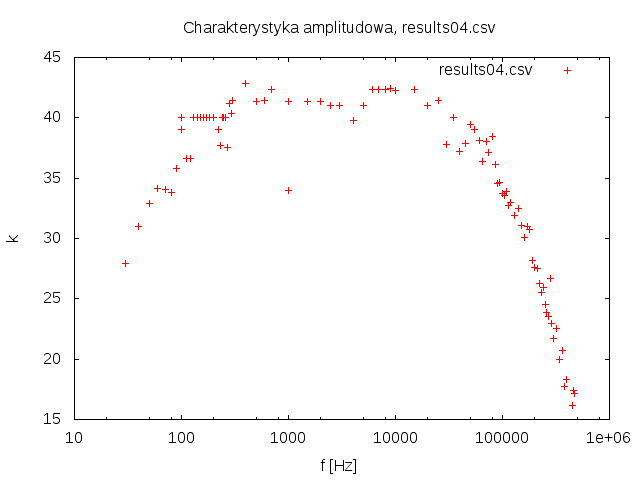 Charakterystyka amplitudowa, results04.csv
results04.csv
45
40
35
30
25
20
15
k
10 100 1000 10000 100000 1e+06
f [Hz]